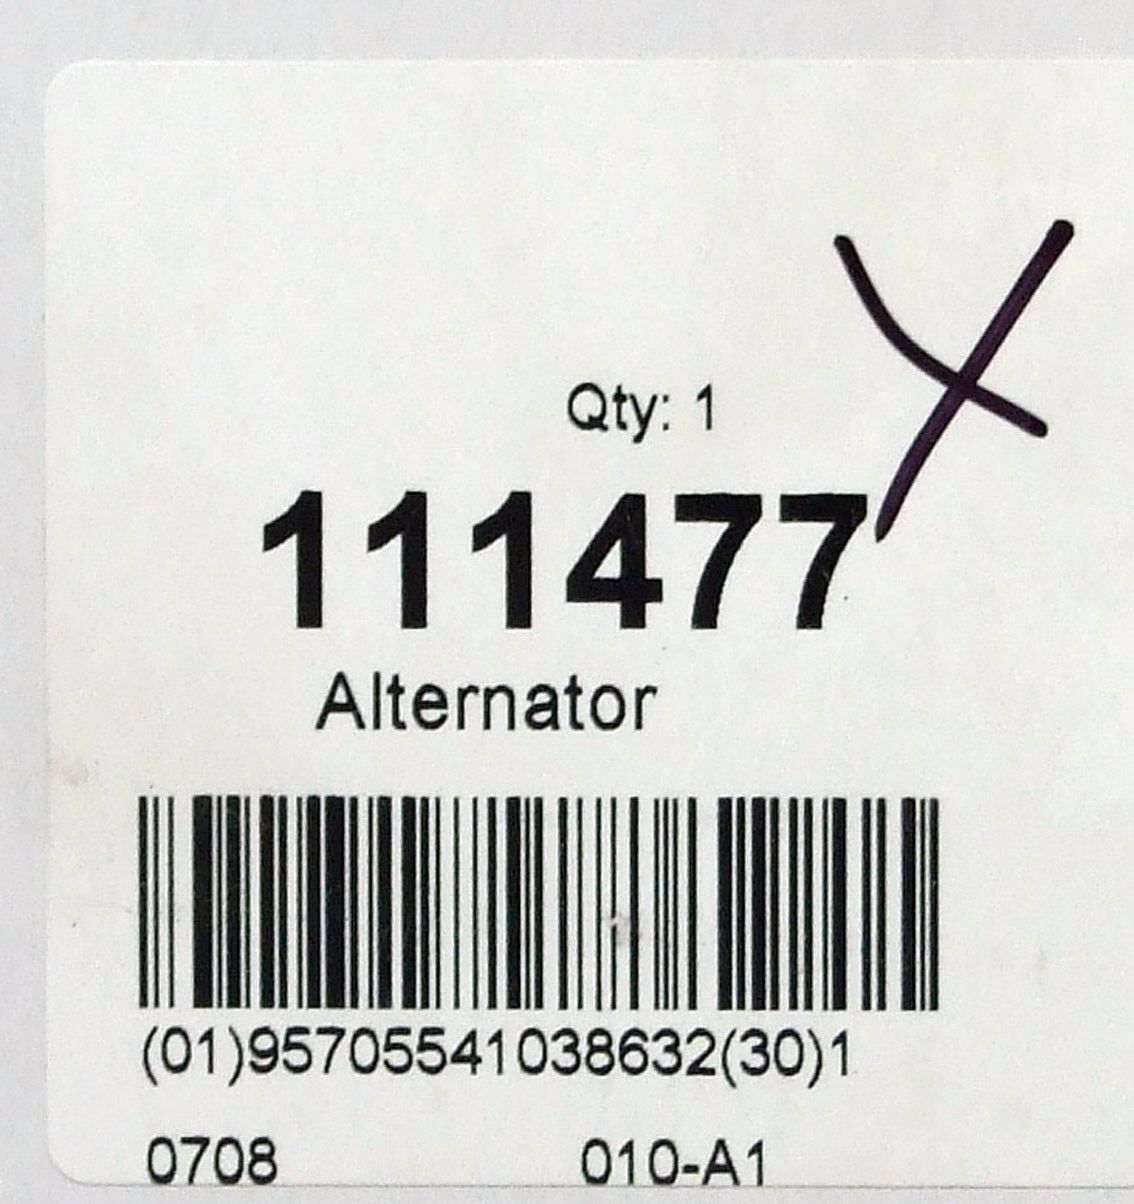 Qty: 1
111477
Alternator
(01)95705541038632(30)1
0708 010-A1